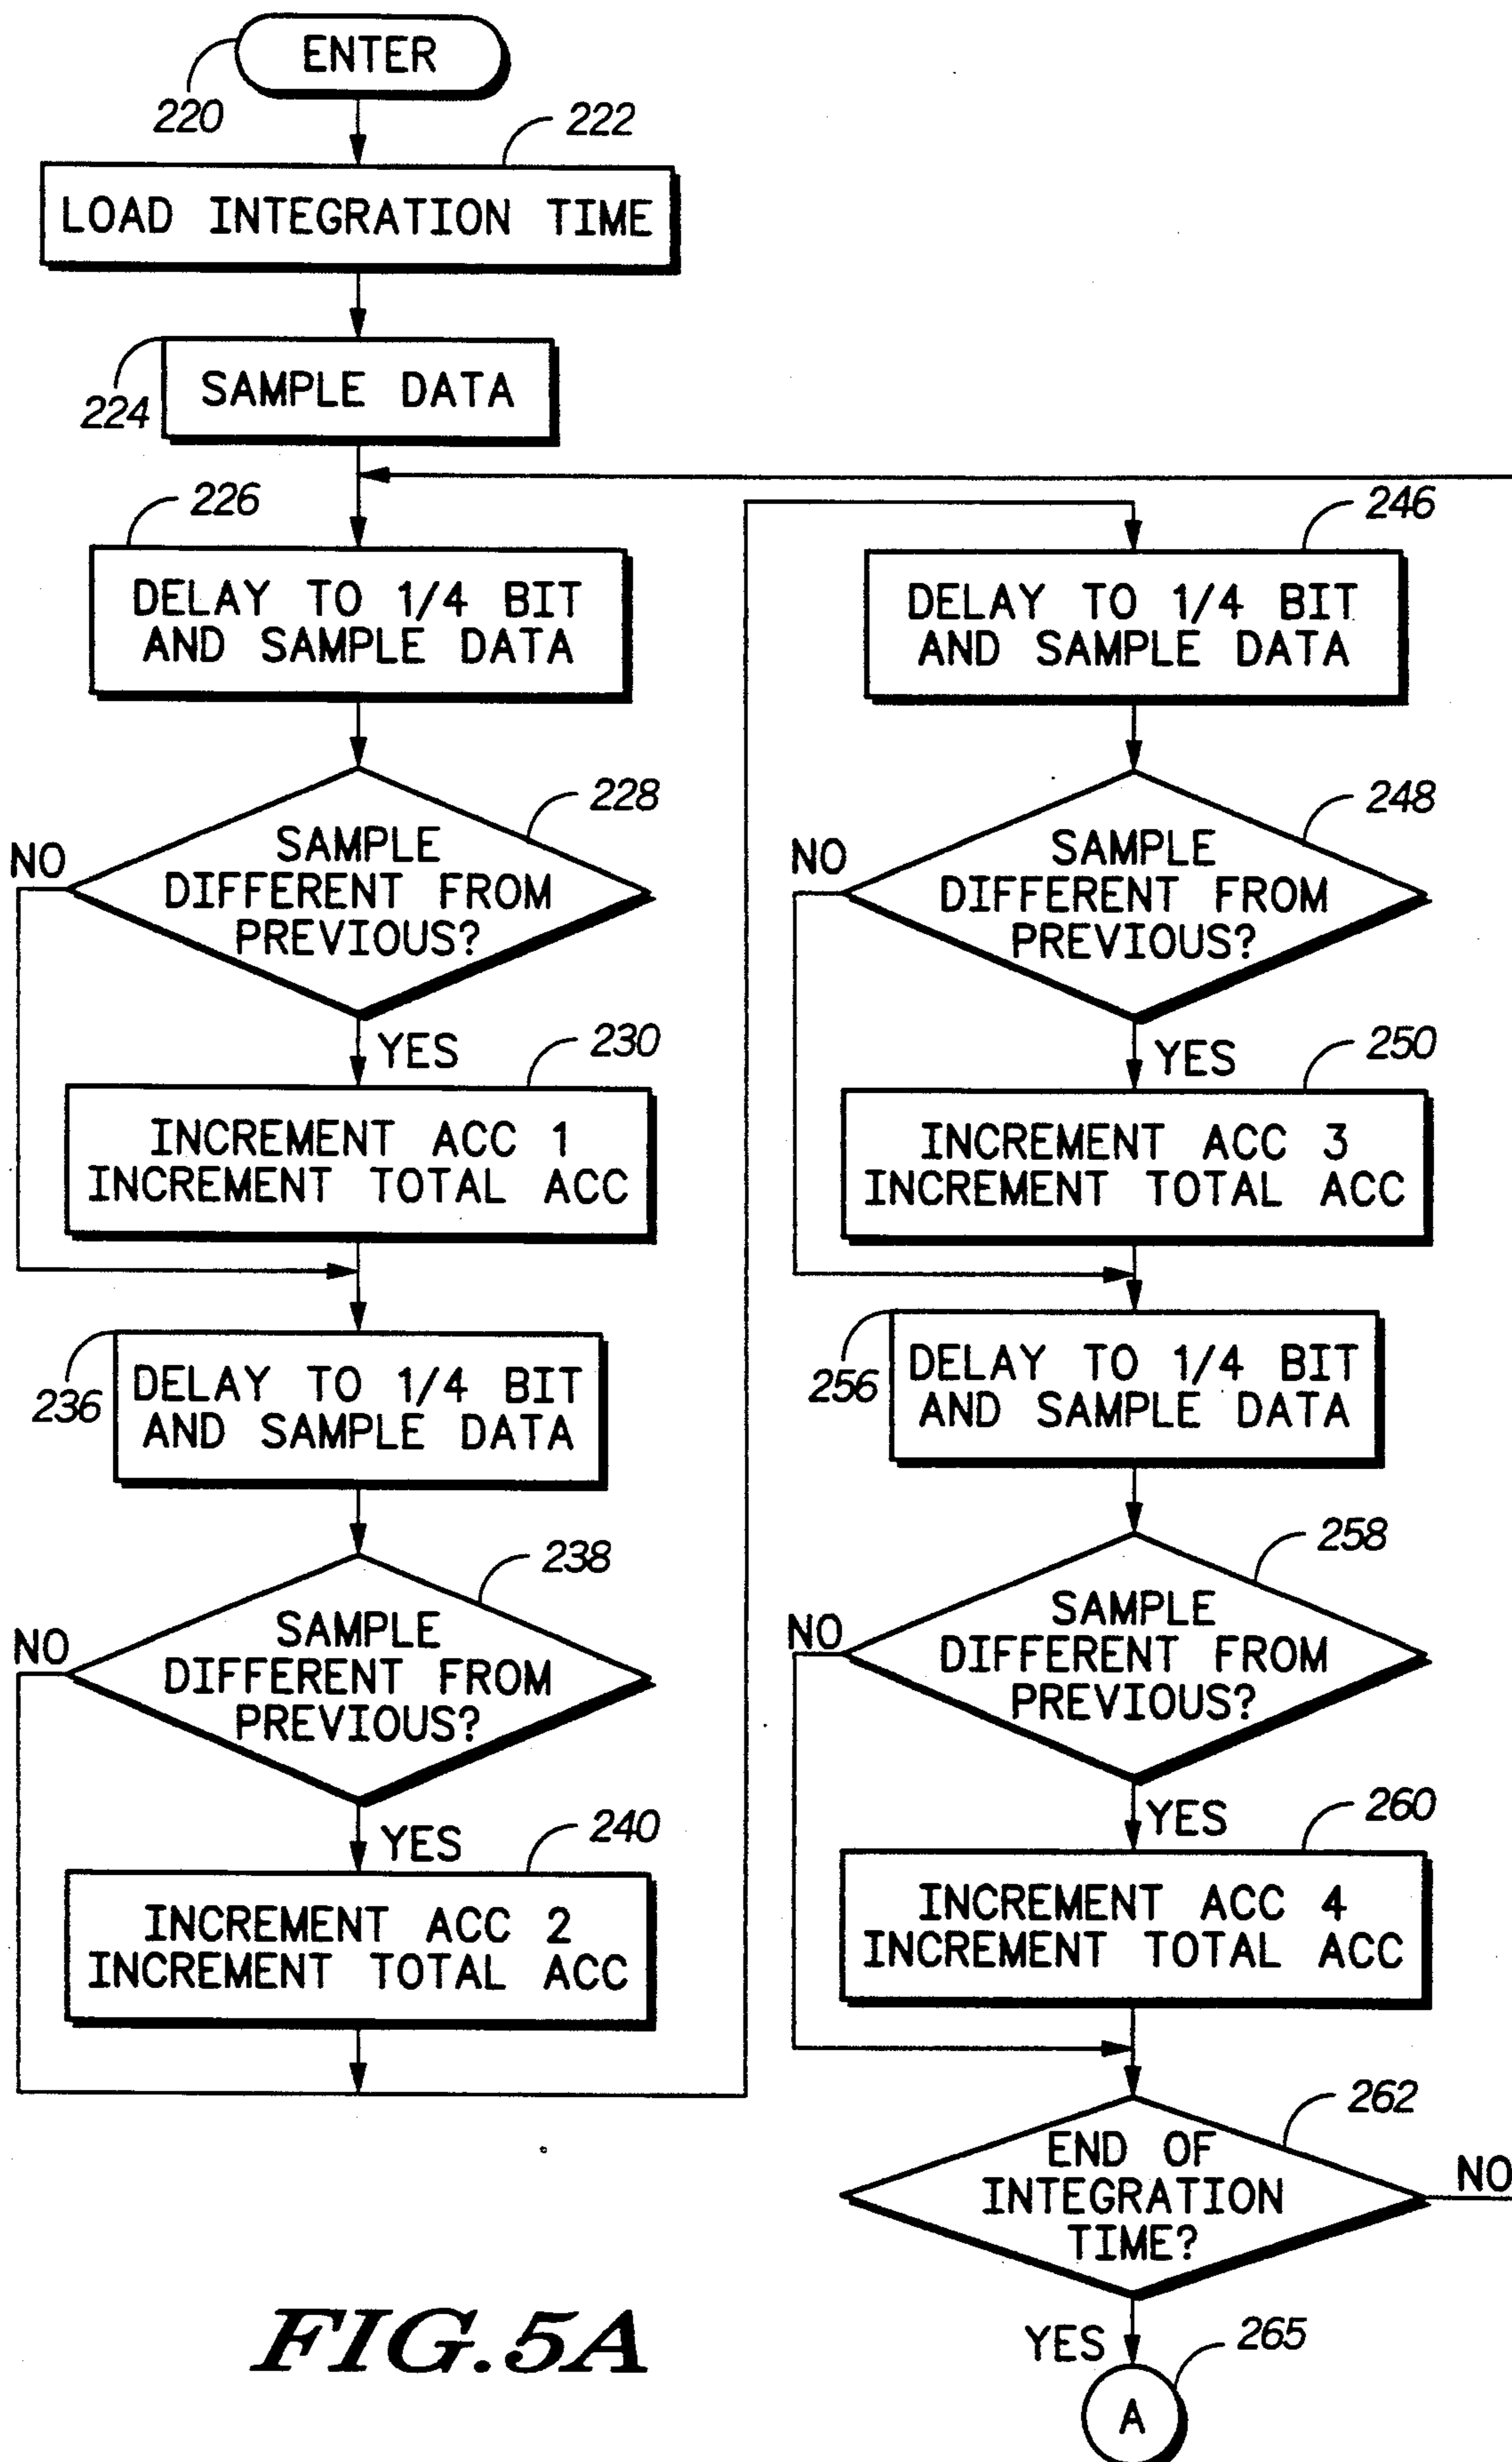 ENTER
220
222
LOAD INTEGRATION TIME
224
SAMPLE DATA
226
DELAY TO 1/4 BIT
AND SAMPLE DATA
228
NO
SAMPLE
DIFFERENT FROM
PREVIOUS?
YES
230
INCREMENT ACC 1
INCREMENT TOTAL ACC
236
DELAY TO 1/4 BIT
AND SAMPLE DATA
238
NO
SAMPLE
DIFFERENT FROM
PREVIOUS?
YES
240
INCREMENT ACC 2
INCREMENT TOTAL ACC
246
DELAY TO 1/4 BIT
AND SAMPLE DATA
248
NO
SAMPLE
DIFFERENT FROM
PREVIOUS?
YES
250
INCREMENT ACC 3
INCREMENT TOTAL ACC
256
DELAY TO 1/4 BIT
AND SAMPLE DATA
258
NO
SAMPLE
DIFFERENT FROM
PREVIOUS?
YES
260
INCREMENT ACC 4
INCREMENT TOTAL ACC
262
END OF
INTEGRATION
TIME?
NO
YES
265
A
FIG.5A